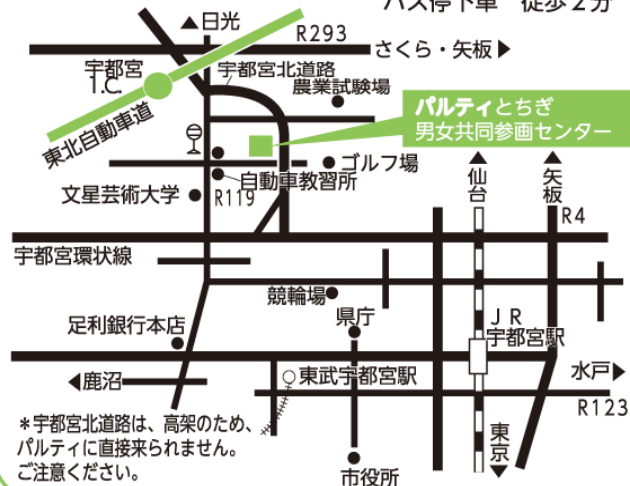 バス停下車 徒歩2分
▲日光
R293
さくら・矢板▶
宇都宮
I.C.
宇都宮北道路
農業試験場
東北自動車道
パルティとちぎ
男女共同参画センター
ゴルフ場
自動車教習所
文星芸術大学
R119
▲仙台
▲矢板
R4
宇都宮環状線
競輪場
県庁
足利銀行本店
JR
宇都宮駅
◀鹿沼
東武宇都宮駅
水戸▶
R123
*宇都宮北道路は、高架のため、
パルティに直接来られません。
ご注意ください。
東京▼
市役所